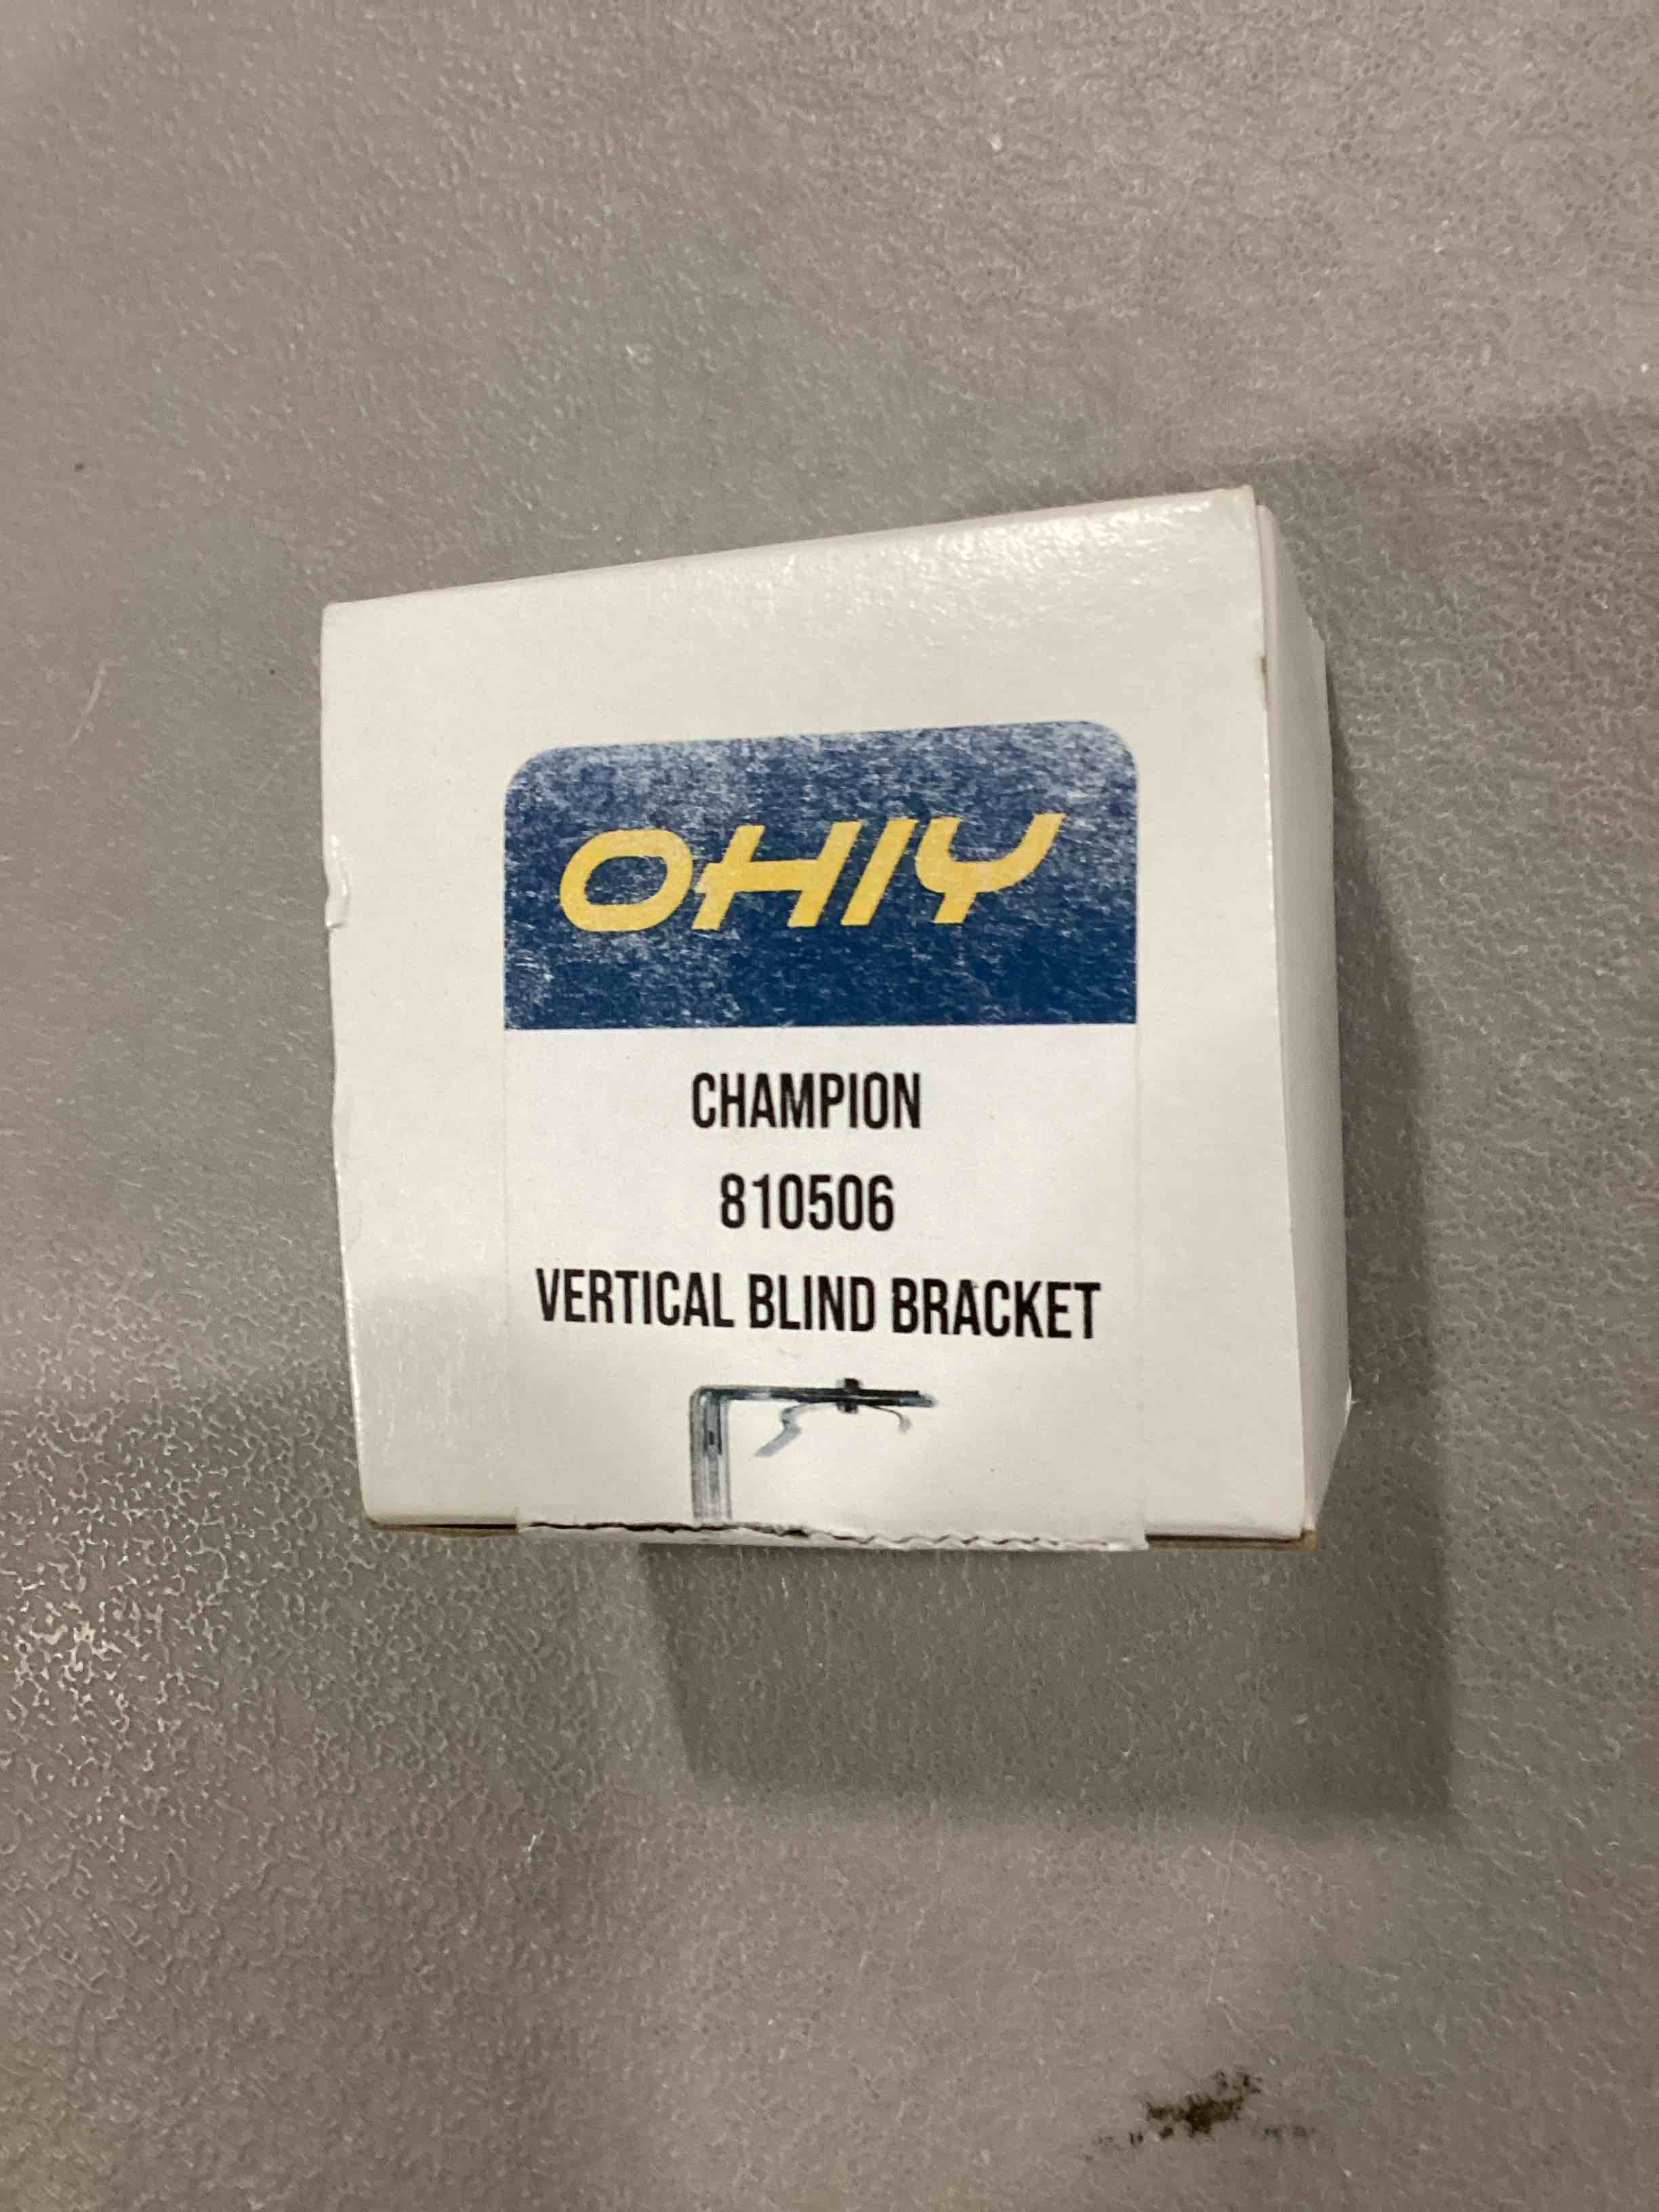 OHIY
CHAMPION
810506
VERTICAL BLIND BRACKET